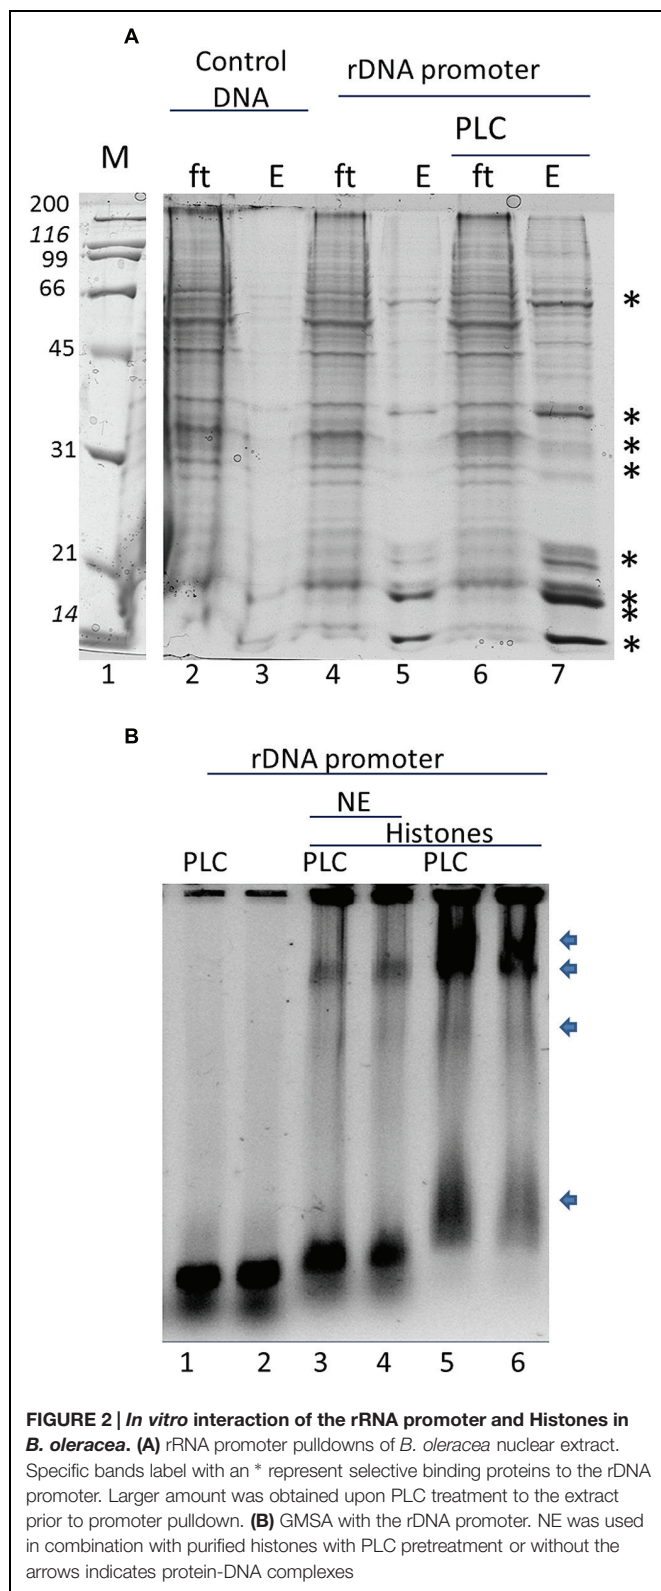 A
Control
DNA
rDNA promoter
PLC
M
ft E ft E ft E
200
116
99
66
45
31
21
14
*
*
*
*
*
*
*
*
1 2 3 4 5 6 7
B
rDNA promoter
NE
Histones
PLC PLC PLC
1 2 3 4 5 6
FIGURE 2 | In vitro interaction of the rRNA promoter and Histones in
B. oleracea. (A) rRNA promoter pulldowns of B. oleracea nuclear extract.
Specific bands label with an * represent selective binding proteins to the rDNA
promoter. Larger amount was obtained upon PLC treatment to the extract
prior to promoter pulldown. (B) GMSA with the rDNA promoter. NE was used
in combination with purified histones with PLC pretreatment or without the
arrows indicates protein-DNA complexes